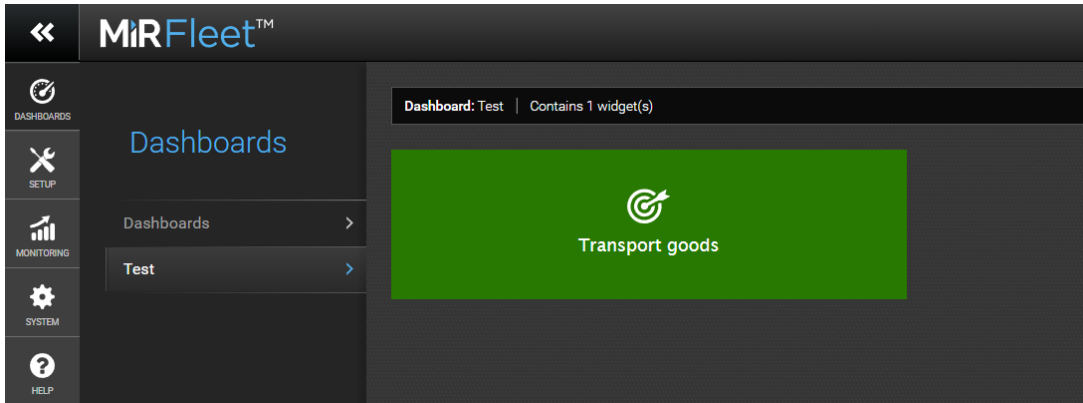 MiRFleet™
DASHBOARDS
SETUP
MONITORING
SYSTEM
HELP
Dashboards
Dashboards
Test
Dashboard: Test | Contains 1 widget(s)
Transport goods